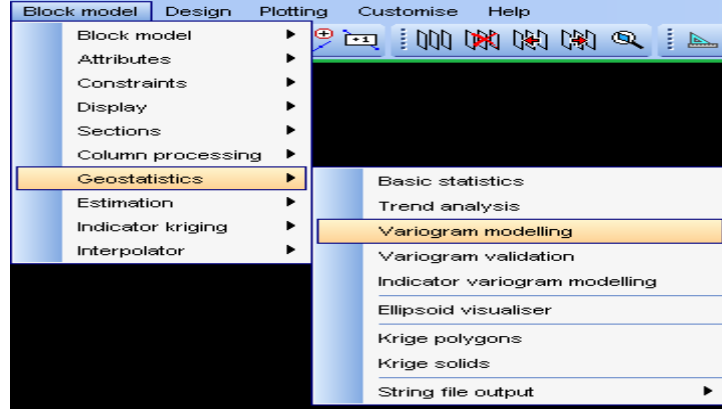 Block model Design Plotting Customise Help
Block model
Attributes
Constraints
Display
Sections
Column processing
Geostatistics
Estimation
Indicator kriging
Interpolator
Basic statistics
Trend analysis
Variogram modelling
Variogram validation
Indicator variogram modelling
Ellipsoid visualiser
Krige polygons
Krige solids
String file output